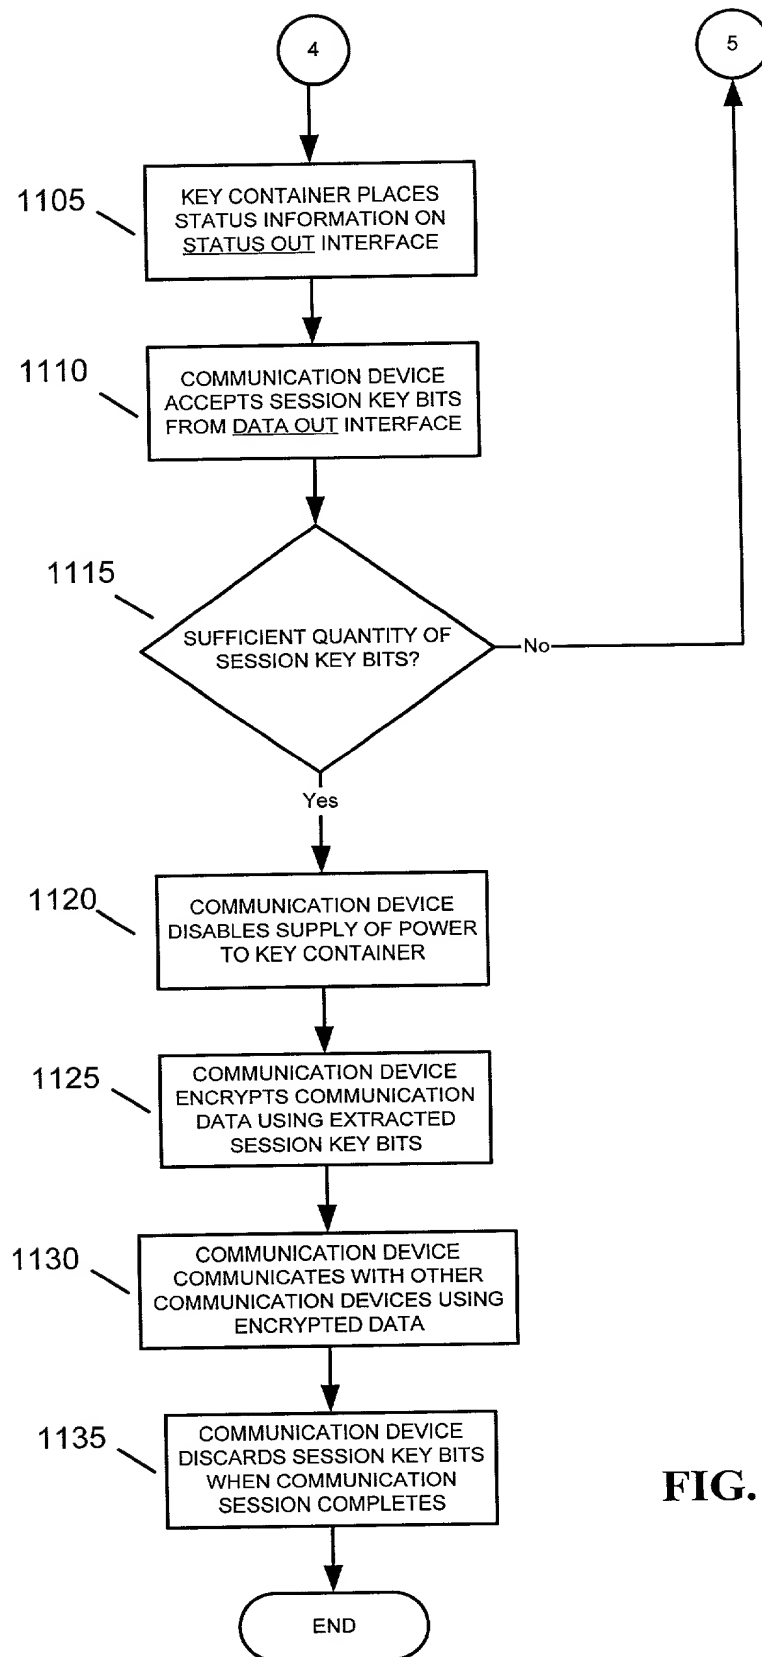 4
5
1105
KEY CONTAINER PLACES
STATUS INFORMATION ON
STATUS OUT INTERFACE
1110
COMMUNICATION DEVICE
ACCEPTS SESSION KEY BITS
FROM DATA OUT INTERFACE
1115
SUFFICIENT QUANTITY OF
SESSION KEY BITS?
No
Yes
1120
COMMUNICATION DEVICE
DISABLES SUPPLY OF POWER
TO KEY CONTAINER
1125
COMMUNICATION DEVICE
ENCRYPTS COMMUNICATION
DATA USING EXTRACTED
SESSION KEY BITS
1130
COMMUNICATION DEVICE
COMMUNICATES WITH OTHER
COMMUNICATION DEVICES USING
ENCRYPTED DATA
1135
COMMUNICATION DEVICE
DISCARDS SESSION KEY BITS
WHEN COMMUNICATION
SESSION COMPLETES
FIG.
END